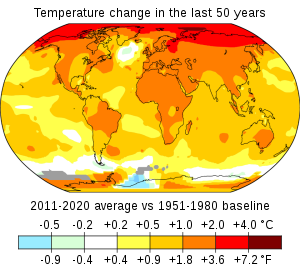 Temperature change in the last 50 years
2011-2020 average vs 1951-1980 baseline
-0.5 -0.2 +0.2 +0.5 +1.0 +2.0 +4.0 °C
-0.9 -0.4 +0.4 +0.9 +1.8 +3.6 +7.2 °F